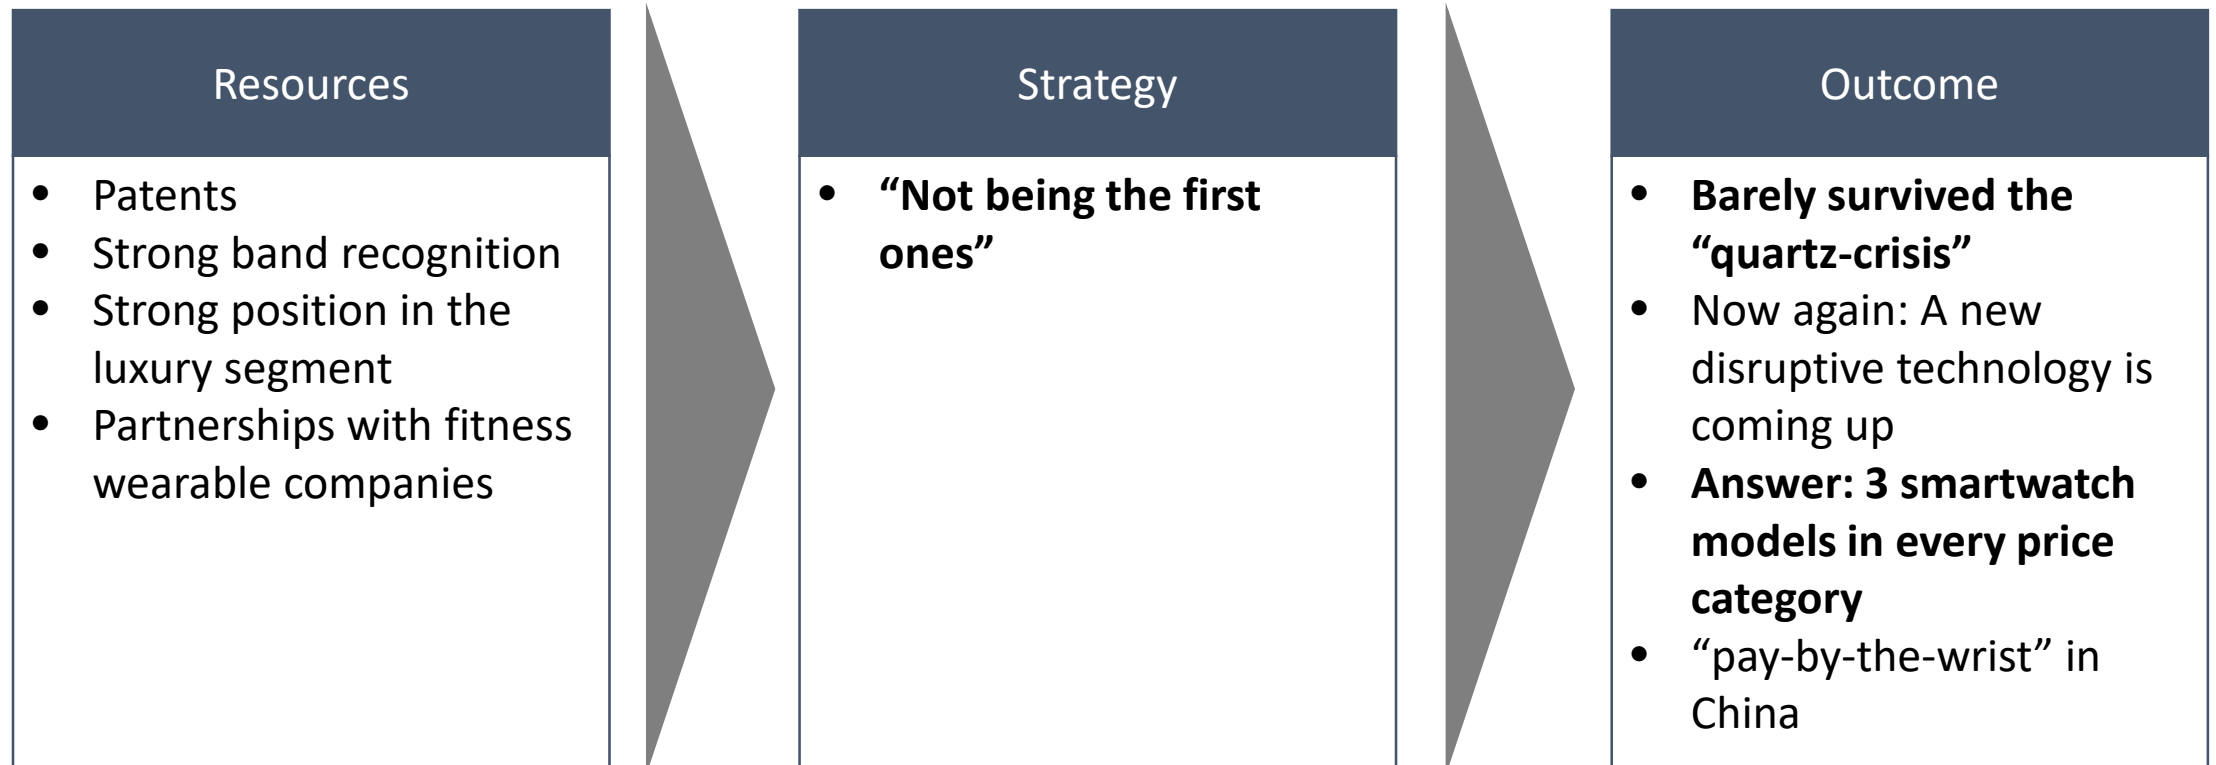 Resources
• Patents
• Strong band recognition
• Strong position in the
luxury segment
• Partnerships with fitness
wearable companies
Strategy
• “Not being the first
ones”
Outcome
• Barely survived the
“quartz-crisis”
• Now again: A new
disruptive technology is
coming up
• Answer: 3 smartwatch
models in every price
category
• “pay-by-the-wrist” in
China